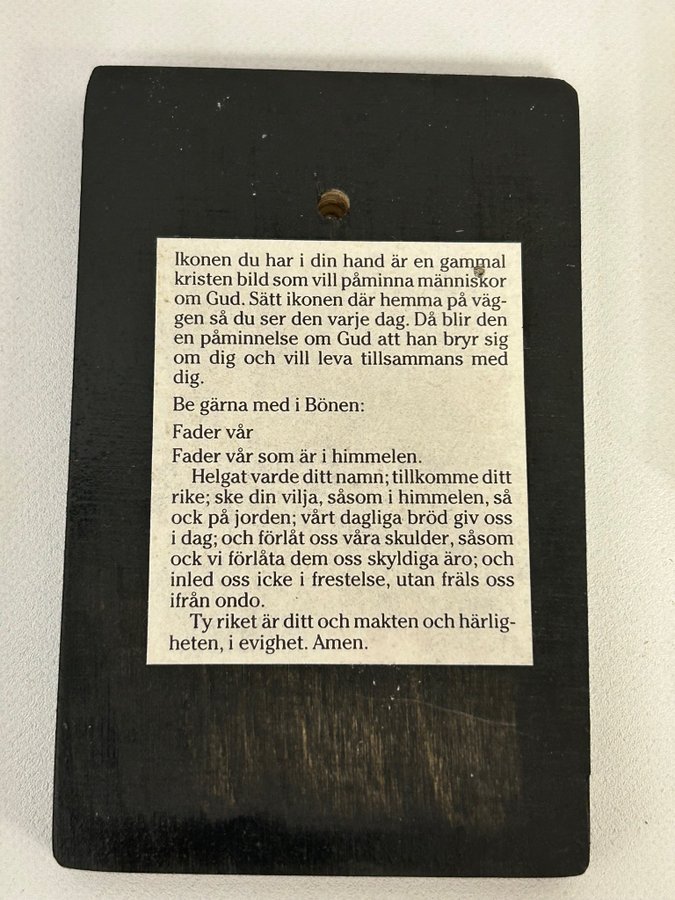 Ikonen du har i din hand är en gammal
kristen bild som vill påminna människor
om Gud. Sätt ikonen där hemma på väg-
gen så du ser den varje dag. Då blir den
en påminnelse om Gud att han bryr sig
om dig och vill leva tillsammans med
dig.
Be gärna med i Bönen:
Fader vår
Fader vår som är i himmelen.
Helgat varde ditt namn; tillkomme ditt
rike; ske din vilja, såsom i himmelen, så
ock på jorden; vårt dagliga bröd giv oss
i dag; och förlåt oss våra skulder, såsom
ock vi förlåta dem oss skyldiga äro; och
inled oss icke i frestelse, utan fräls oss
ifrån ondo.
Ty riket är ditt och makten och härlig-
heten, i evighet. Amen.